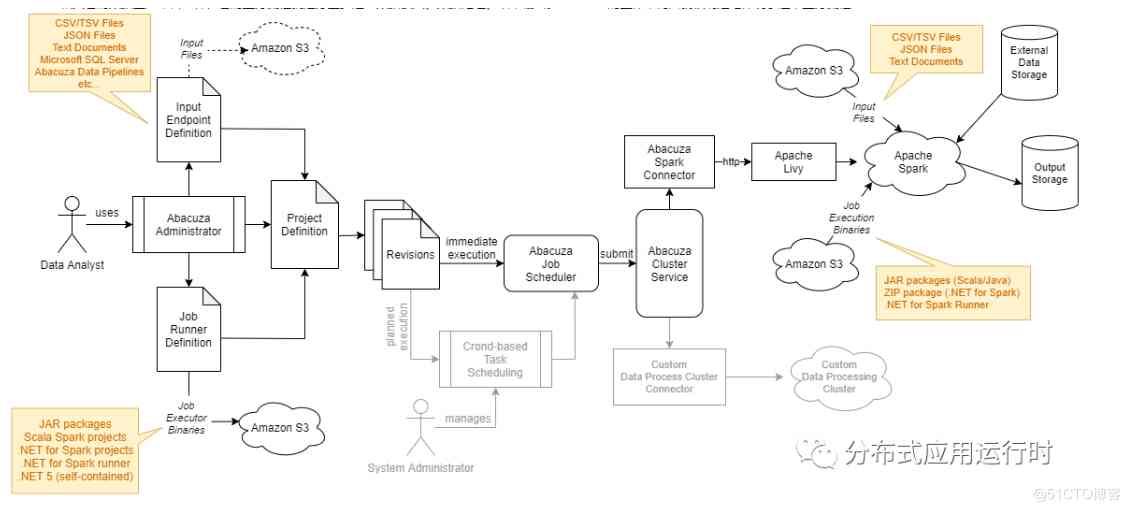 CSV/TSV Files
JSON Files
Text Documents
Microsoft SQL Server
Abacuza Data Pipelines
etc...
Input
Files
Amazon S3
Input
Endpoint
Definition
uses
Data Analyst
Abacuza
Administrator
Project
Definition
Job
Runner
Definition
Job
Executor
Binaries
Amazon S3
JAR packages
Scala Spark projects
.NET for Spark projects
.NET for Spark runner
.NET 5 (self-contained)
Revisions
immediate
execution
planned
execution
Abacuza
Job
Scheduler
Crond-based
Task
Scheduling
manages
System Administrator
submit
Abacuza
Cluster
Service
Abacuza
Spark
Connector
http
Apache
Livy
Custom
Data Process Cluster
Connector
Custom
Data Processing
Cluster
Amazon S3
CSV/TSV Files
JSON Files
Text Documents
Input
Files
External
Data
Storage
Apache
Spark
Output
Storage
Job
Execution
Binaries
Amazon S3
JAR packages (Scala/Java)
ZIP package (.NET for Spark)
.NET for Spark Runner
分布式应用运行时
@51CTO博客